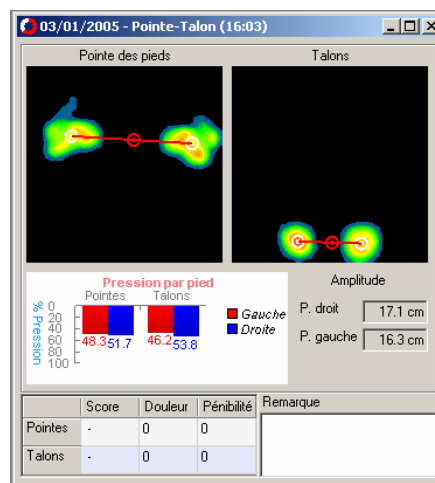 03/01/2005 - Pointe-Talon (16:03)
Pointe des pieds Talons
Pression par pied
Pointes Talons
% Pression
0
20
40
60
80
100
48.3 51.7 46.2 53.8
Gauche
Droite
Amplitude
P. droit 17.1 cm
P. gauche 16.3 cm
Score Douleur Pénibilité Remarque
Pointes - 0 0
Talons - 0 0